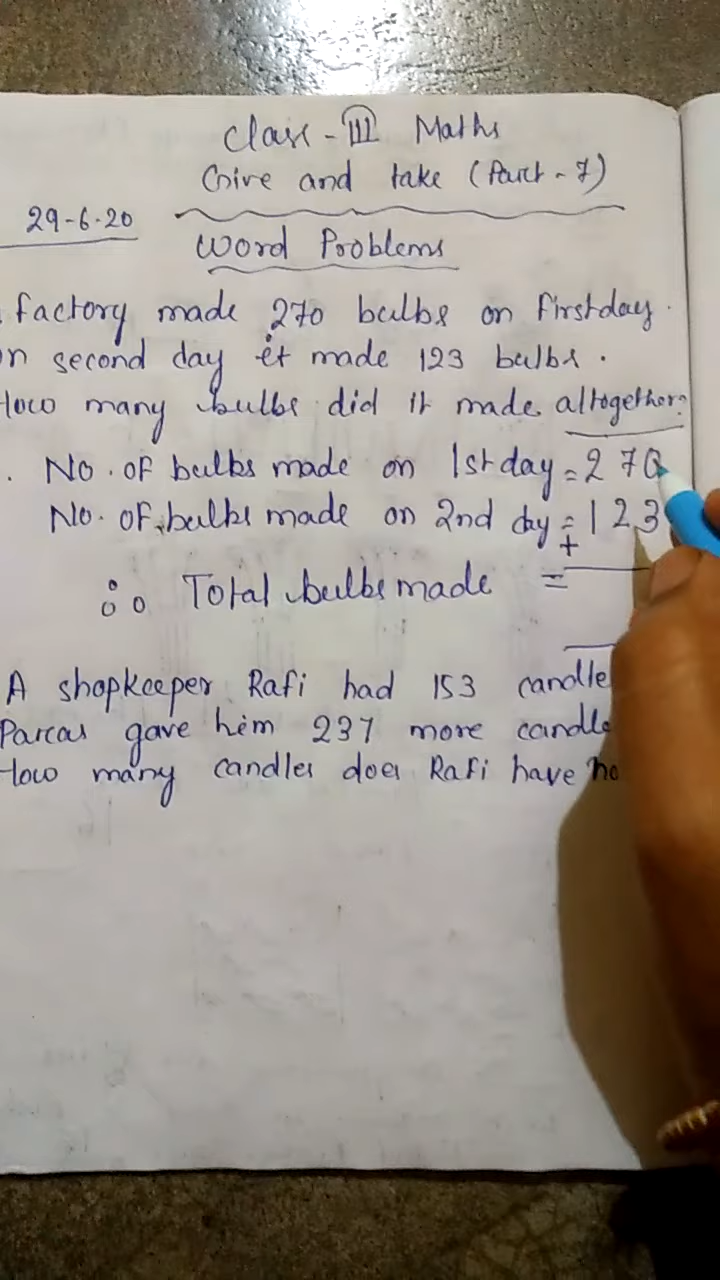 Class - III Maths
Give and take (Part - 7)
29-6-20
Word Problems
factory made 270 bulbs on first day.
n second day it made 123 bulbs.
How many bulbs did it made altogether?
. No. of bulbs made on 1st day = 270
No. of bulbs made on 2nd day = 123
+
∴ Total bulbs made =
A shopkeeper Rafi had 153 candle
gave him 237 more candle
How many candles does Rafi have no